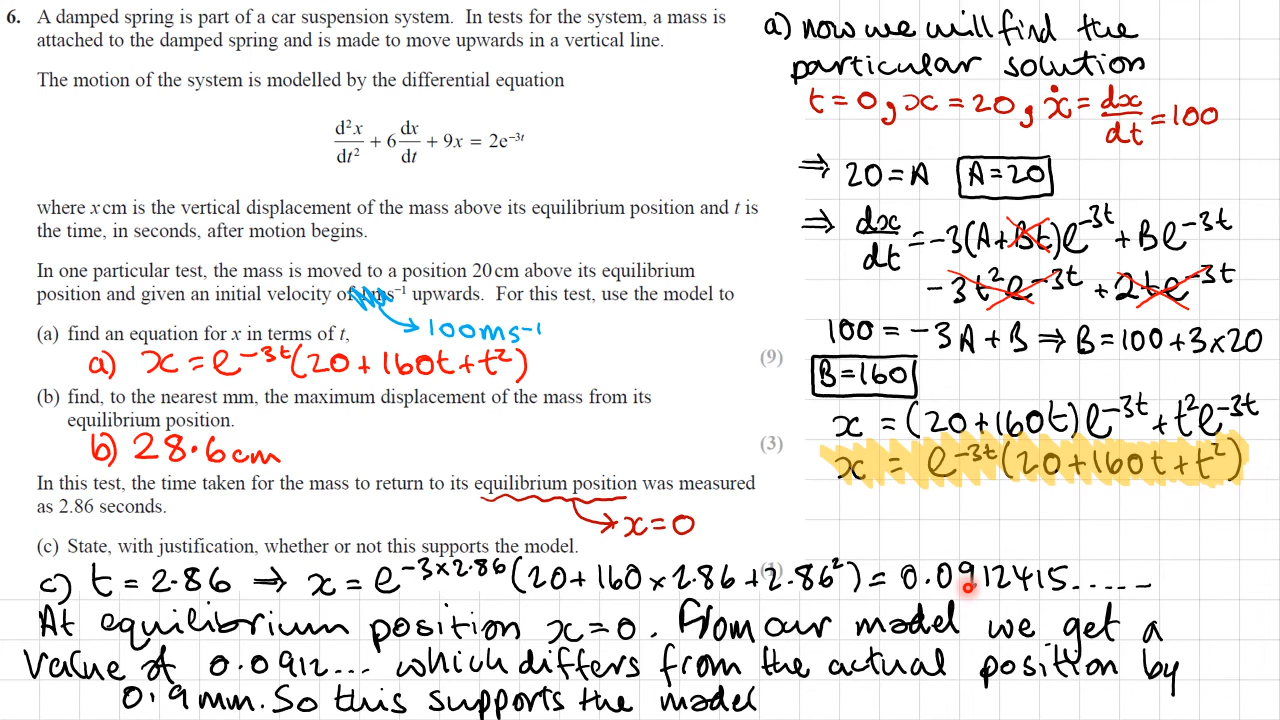 6. A damped spring is part of a car suspension system. In tests for the system, a mass is
attached to the damped spring and is made to move upwards in a vertical line.
The motion of the system is modelled by the differential equation
d²x/dt² + 6 dx/dt + 9x = 2e⁻³ᵗ
where x cm is the vertical displacement of the mass above its equilibrium position and t is
the time, in seconds, after motion begins.
In one particular test, the mass is moved to a position 20 cm above its equilibrium
position and given an initial velocity of ms⁻¹ upwards. For this test, use the model to
→ 100ms⁻¹
(a) find an equation for x in terms of t,
a) x = e⁻³ᵗ(20+160t+t²)
(9)
(b) find, to the nearest mm, the maximum displacement of the mass from its
equilibrium position.
b) 28.6cm
(3)
In this test, the time taken for the mass to return to its equilibrium position was measured
as 2.86 seconds.
→ x=0
(c) State, with justification, whether or not this supports the model.
(1)
c) t = 2.86 ⇒ x = e^(-3×2.86) (20+160×2.86+2.86²) = 0.0912415.....
At equilibrium position x=0. From our model we get a
value of 0.0912... which differs from the actual position by
0.9mm. So this supports the model
a) now we will find the
particular solution
t=0, x=20, ẋ = dx/dt = 100
⇒ 20=A A=20
⇒ dx/dt = -3(A+Bt)e⁻³ᵗ + Be⁻³ᵗ
-3t²e⁻³ᵗ + 2te⁻³ᵗ
100 = -3A+B ⇒ B=100+3×20
B=160
x = (20+160t)e⁻³ᵗ + t²e⁻³ᵗ
x = e⁻³ᵗ(20+160t+t²)